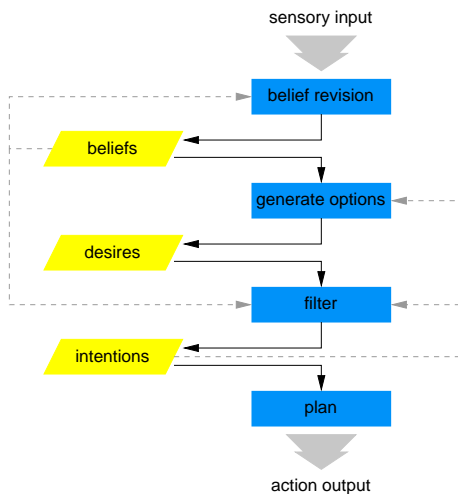 sensory input
belief revision
beliefs
generate options
desires
filter
intentions
plan
action output